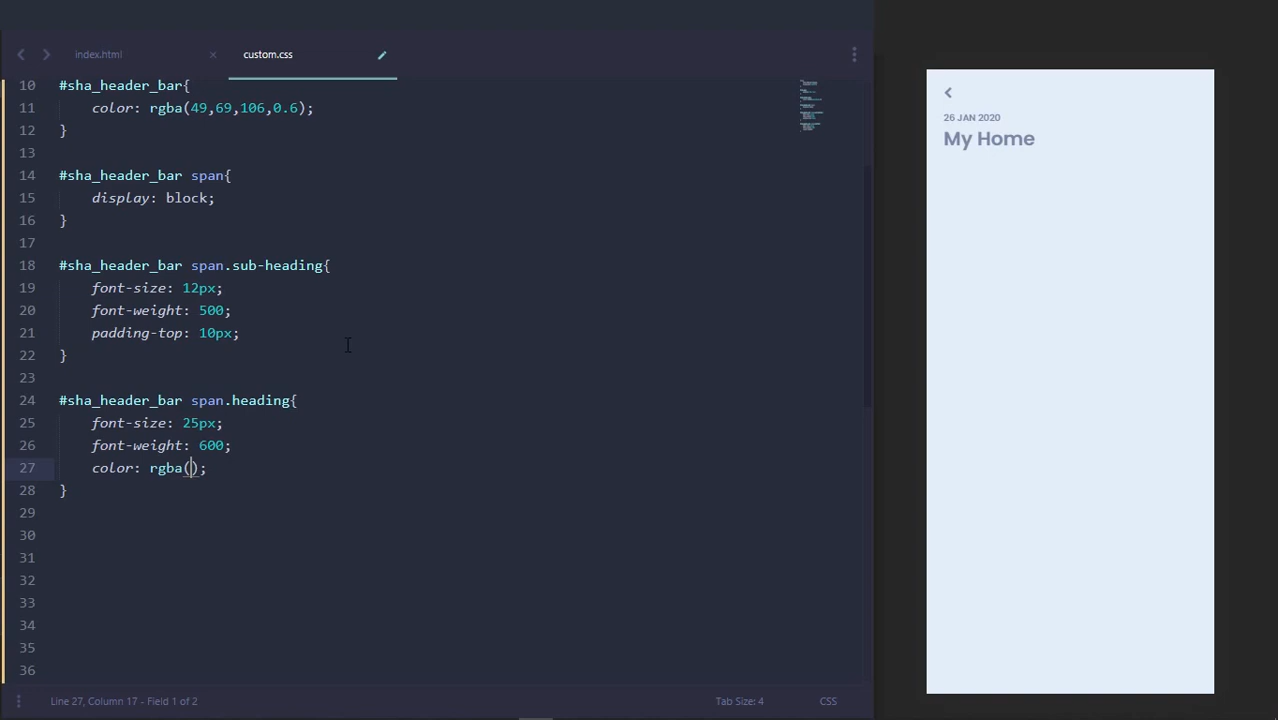 index.html
custom.css
10 #sha_header_bar{
11 color: rgba(49,69,106,0.6);
12 }
13
14 #sha_header_bar span{
15 display: block;
16 }
17
18 #sha_header_bar span.sub-heading{
19 font-size: 12px;
20 font-weight: 500;
21 padding-top: 10px;
22 }
23
24 #sha_header_bar span.heading{
25 font-size: 25px;
26 font-weight: 600;
27 color: rgba();
28 }
29
30
31
32
33
34
35
36
Line 27, Column 17 - Field 1 of 2
Tab Size: 4
CSS
26 JAN 2020
My Home